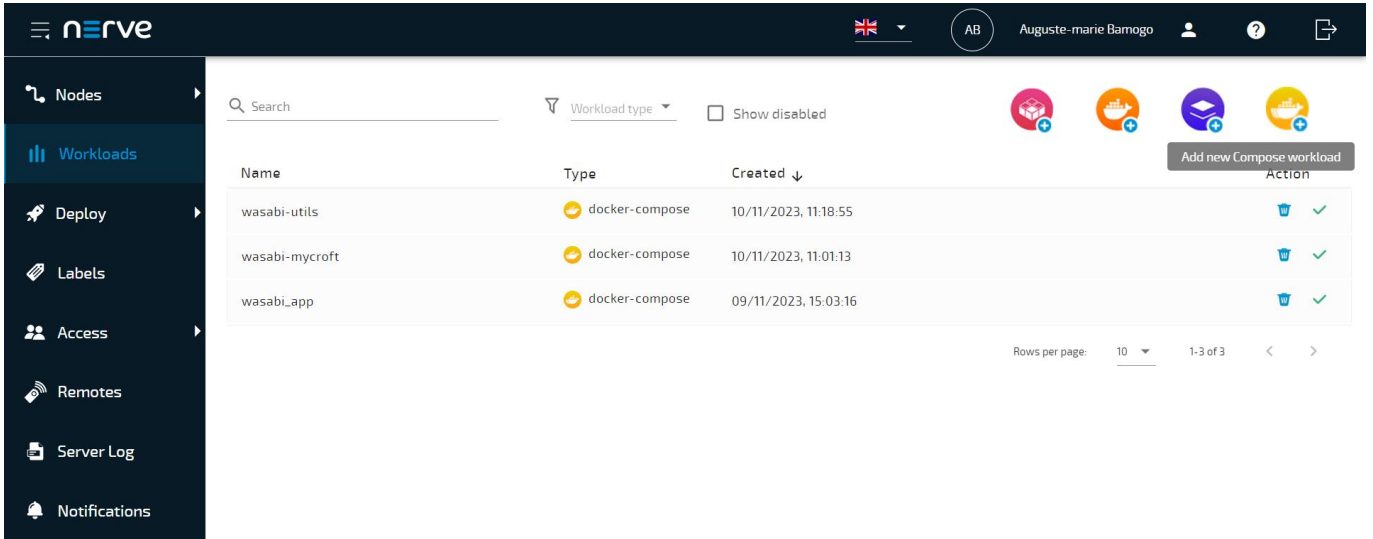 nerve
AB
Auguste-marie Bamogo
Nodes
Workloads
Deploy
Labels
Access
Remotes
Server Log
Notifications
Search
Workload type
Show disabled
Add new Compose workload
Name Type Created Action
wasabi-utils docker-compose 10/11/2023, 11:18:55
wasabi-mycroft docker-compose 10/11/2023, 11:01:13
wasabi_app docker-compose 09/11/2023, 15:03:16
Rows per page: 10 1-3 of 3